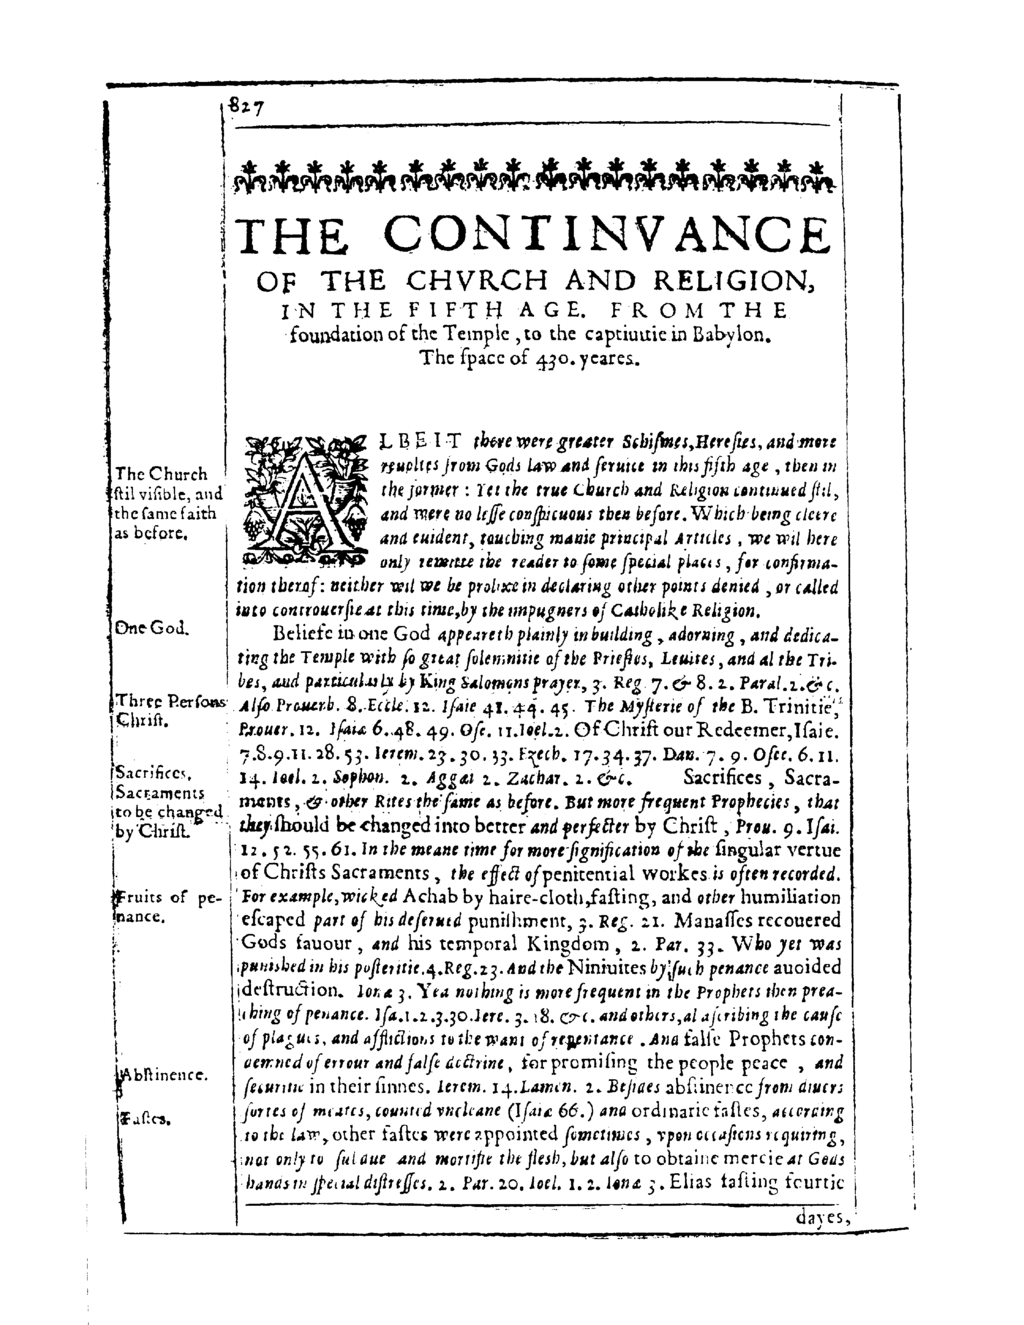 827
THE CONTINVANCE
OF THE CHVRCH AND RELIGION,
IN THE FIFTH AGE. FROM THE
foundation of the Temple, to the captiuitie in Babylon.
The ſpace of 430. yeares.
The Church
ſtil viſible, and
the ſame faith
as before.
ALBEIT there were greater Schiſmes, Hereſies, and more
reuoltes from Gods law and ſeruice in this fifth age, then in
the former: Yet the true Church and Religion continued ſtil,
and were no leſſe conſpicuous then before. Which being cleere
and euident, touching manie principal Articles, we wil here
only remitte the reader to ſome ſpecial places, for confirma-
tion therof: neither wil we be prolixe in declaring other points denied, or called
into controuerſie at this time, by the impugners of Catholike Religion.
One God.
Beliefe in one God appeareth plainly in building, adorning, and dedica-
ting the Temple with ſo great ſolemnitie of the Prieſtes, Leuites, and al the Tri-
bes, and particularly by King Salomons prayer, 3. Reg. 7. & 8. 2. Paral. 2. &c.
Three Perſons
Chriſt.
Alſo Prouerb. 8. Eccle. 12. Iſaie 41. 44. 45. The Myſterie of the B. Trinitie,
Prouer. 12. Iſaiæ 6. 48. 49. Oſe. 11. Ioel. 2. Of Chriſt our Redeemer, Iſaie.
7. 8. 9. 11. 28. 53. Ierem. 23. 30. 33. Ezech. 17. 34. 37. Dan. 7. 9. Oſee. 6. 11.
Sacrifices,
Sacraments
to be changed
by Chriſt.
14. Ioel. 2. Sophon. 2. Aggæi 2. Zachar. 2. &c. Sacrifices, Sacra-
ments, & other Rites the ſame as before. But more frequent Prophecies, that
they ſhould be changed into better and perfecter by Chriſt, Prou. 9. Iſai.
12. 52. 55. 61. In the meane time for more ſignification of the ſingular vertue
of Chriſts Sacraments, the effect of penitential workes is often recorded.
Fruits of pe-
nance.
For example, wicked Achab by haire-cloth, faſting, and other humiliation
eſcaped part of his deſerued puniſhment, 3. Reg. 21. Manaſſes recouered
Gods fauour, and his temporal Kingdom, 2. Par. 33. Who yet was
puniſhed in his poſteritie. 4. Reg. 23. And the Niniuites by ſuch penance auoided
deſtruction. Ionæ 3. Yea nothing is more frequent in the Prophets then prea-
ching of penance. Iſa. 1. 2. 3. 30. Iere. 3. 18. &c. and others, al aſcribing the cauſe
of plagues, and afflictions to the want of repentance. And falſe Prophets con-
demned of errour and falſe doctrine, for promiſing the people peace, and
Abſtinence.
ſecuritie in their ſinnes. Ierem. 14. Lamen. 2. Beſides abſtinence from diuers
ſortes of meates, counted vncleane (Iſaiæ 66.) and ordinarie faſtes, according
Faſtes.
to the law, other faſtes were appointed ſometimes, vpon occaſions requiring,
not only to ſubdue and mortifie the flesh, but alſo to obtaine mercie at Gods
hands in ſpecial diſtreſſes. 2. Par. 20. Ioel. 1. 2. Ionæ 3. Elias faſting fourtie
dayes,